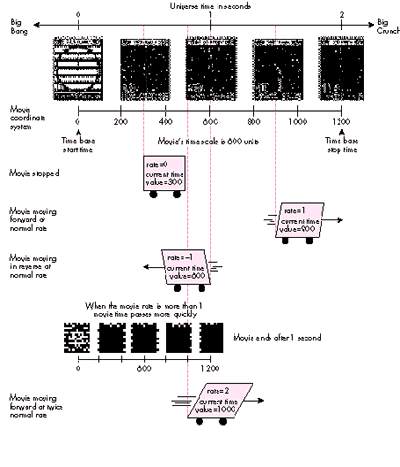 Universe time in seconds
0 1 2
Big Bang
Big Crunch
Movie coordinate system
0 200 400 500 600 800 1000 1200
Time base start time
Movie's time scale is 600 units
Time base stop time
Movie stopped
rate=0
current time
value=300
Movie moving forward at normal rate
rate=1
current time
value=900
Movie moving in reverse at normal rate
rate=-1
current time
value=600
When the movie rate is more than 1
movie time passes more quickly
Movie ends after 1 second
0 600 1200
Movie moving forward at twice normal rate
rate=2
current time
value=1000